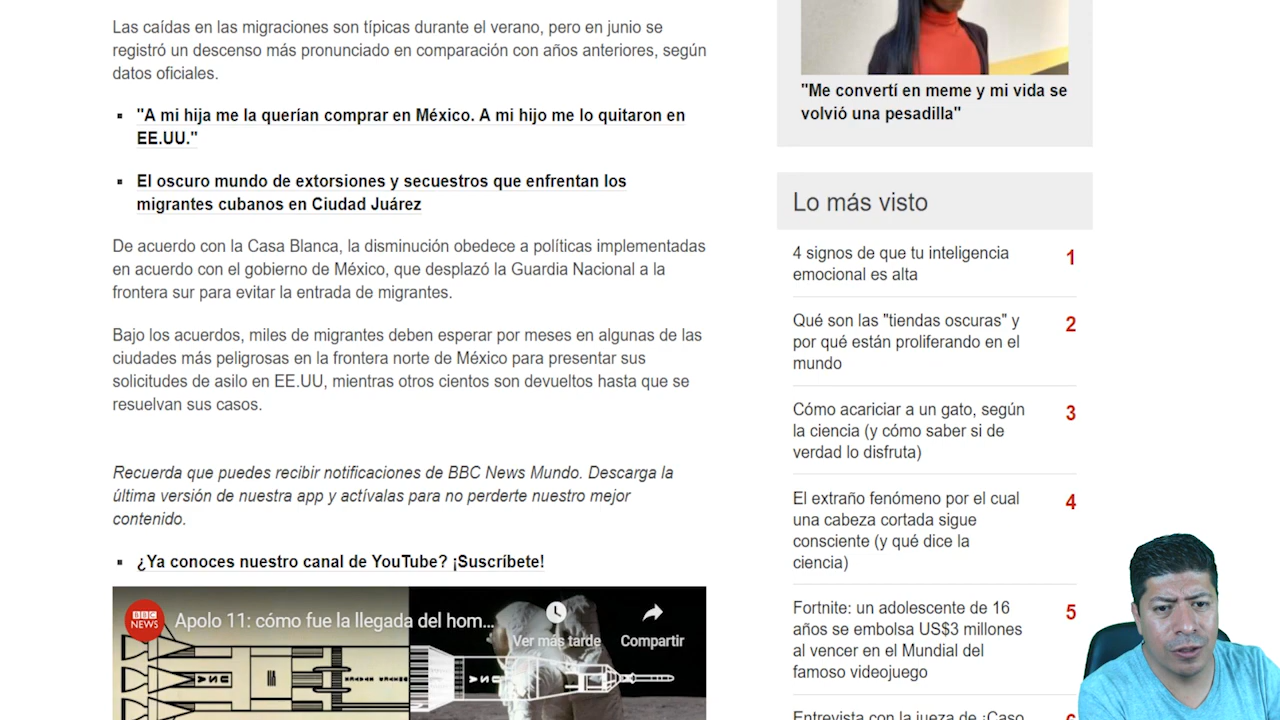 Las caídas en las migraciones son típicas durante el verano, pero en junio se
registró un descenso más pronunciado en comparación con años anteriores, según
datos oficiales.
"A mi hija me la querían comprar en México. A mi hijo me lo quitaron en
EE.UU."
El oscuro mundo de extorsiones y secuestros que enfrentan los
migrantes cubanos en Ciudad Juárez
De acuerdo con la Casa Blanca, la disminución obedece a políticas implementadas
en acuerdo con el gobierno de México, que desplazó la Guardia Nacional a la
frontera sur para evitar la entrada de migrantes.
Bajo los acuerdos, miles de migrantes deben esperar por meses en algunas de las
ciudades más peligrosas en la frontera norte de México para presentar sus
solicitudes de asilo en EE.UU, mientras otros cientos son devueltos hasta que se
resuelvan sus casos.
Recuerda que puedes recibir notificaciones de BBC News Mundo. Descarga la
última versión de nuestra app y actívalas para no perderte nuestro mejor
contenido.
¿Ya conoces nuestro canal de YouTube? ¡Suscríbete!
BBC
NEWS
Apolo 11: cómo fue la llegada del hom...
Ver más tarde
Compartir
"Me convertí en meme y mi vida se
volvió una pesadilla"
Lo más visto
4 signos de que tu inteligencia
emocional es alta
1
Qué son las "tiendas oscuras" y
por qué están proliferando en el
mundo
2
Cómo acariciar a un gato, según
la ciencia (y cómo saber si de
verdad lo disfruta)
3
El extraño fenómeno por el cual
una cabeza cortada sigue
consciente (y qué dice la
ciencia)
4
Fortnite: un adolescente de 16
años se embolsa US$3 millones
al vencer en el Mundial del
famoso videojuego
5
Entrevista con la jueza de ¡Caso